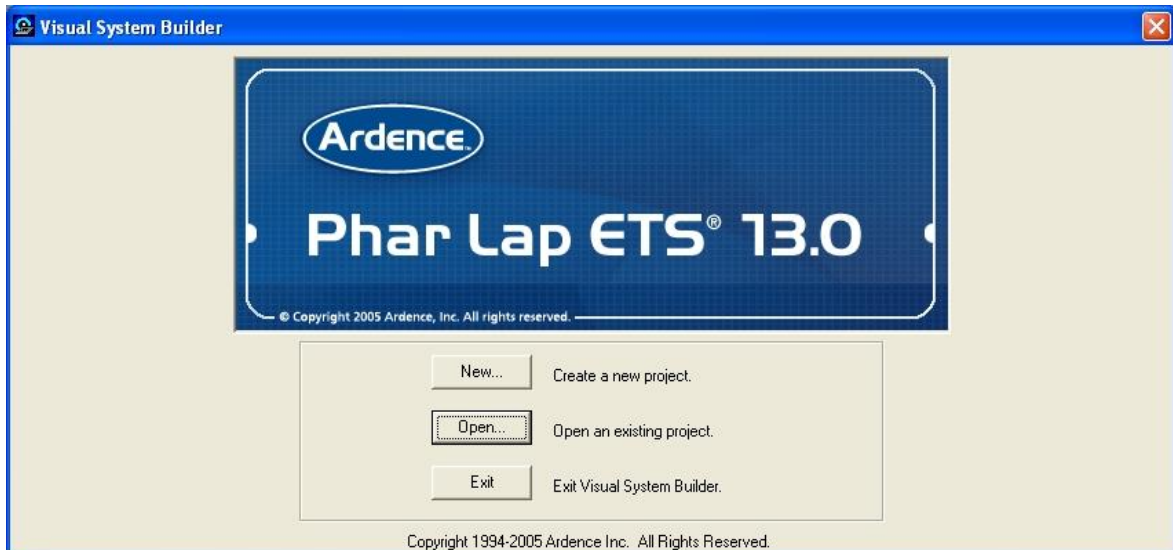 Visual System Builder
Ardence™
Phar Lap ETS® 13.0
© Copyright 2005 Ardence, Inc. All rights reserved.
New... Create a new project.
Open... Open an existing project.
Exit Exit Visual System Builder.
Copyright 1994-2005 Ardence Inc. All Rights Reserved.